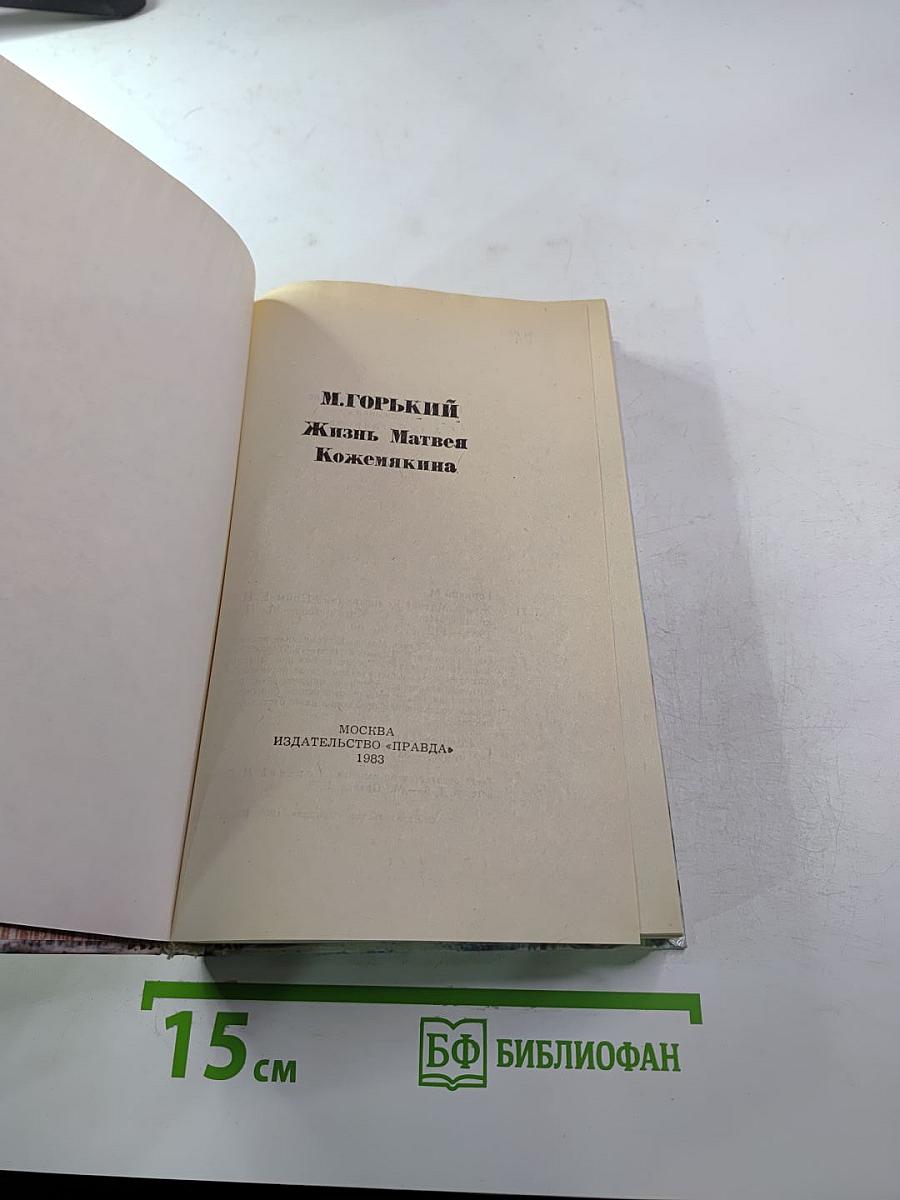 М.ГОРЬКИЙ
Жизнь Матвея
Кожемякина
МОСКВА
ИЗДАТЕЛЬСТВО «ПРАВДА»
1983
15 см
БФ БИБЛИОФАН